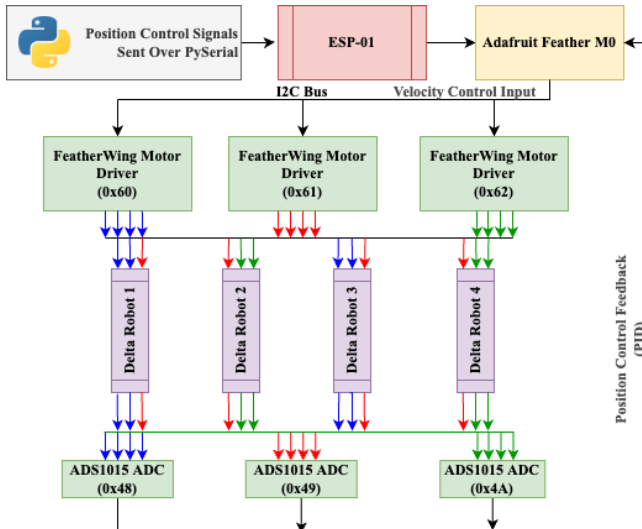 Position Control Signals
Sent Over PySerial
ESP-01
Adafruit Feather M0
I2C Bus
Velocity Control Input
FeatherWing Motor
Driver
(0x60)
FeatherWing Motor
Driver
(0x61)
FeatherWing Motor
Driver
(0x62)
Delta Robot 1
Delta Robot 2
Delta Robot 3
Delta Robot 4
Position Control Feedback
(PID)
ADS1015 ADC
(0x48)
ADS1015 ADC
(0x49)
ADS1015 ADC
(0x4A)